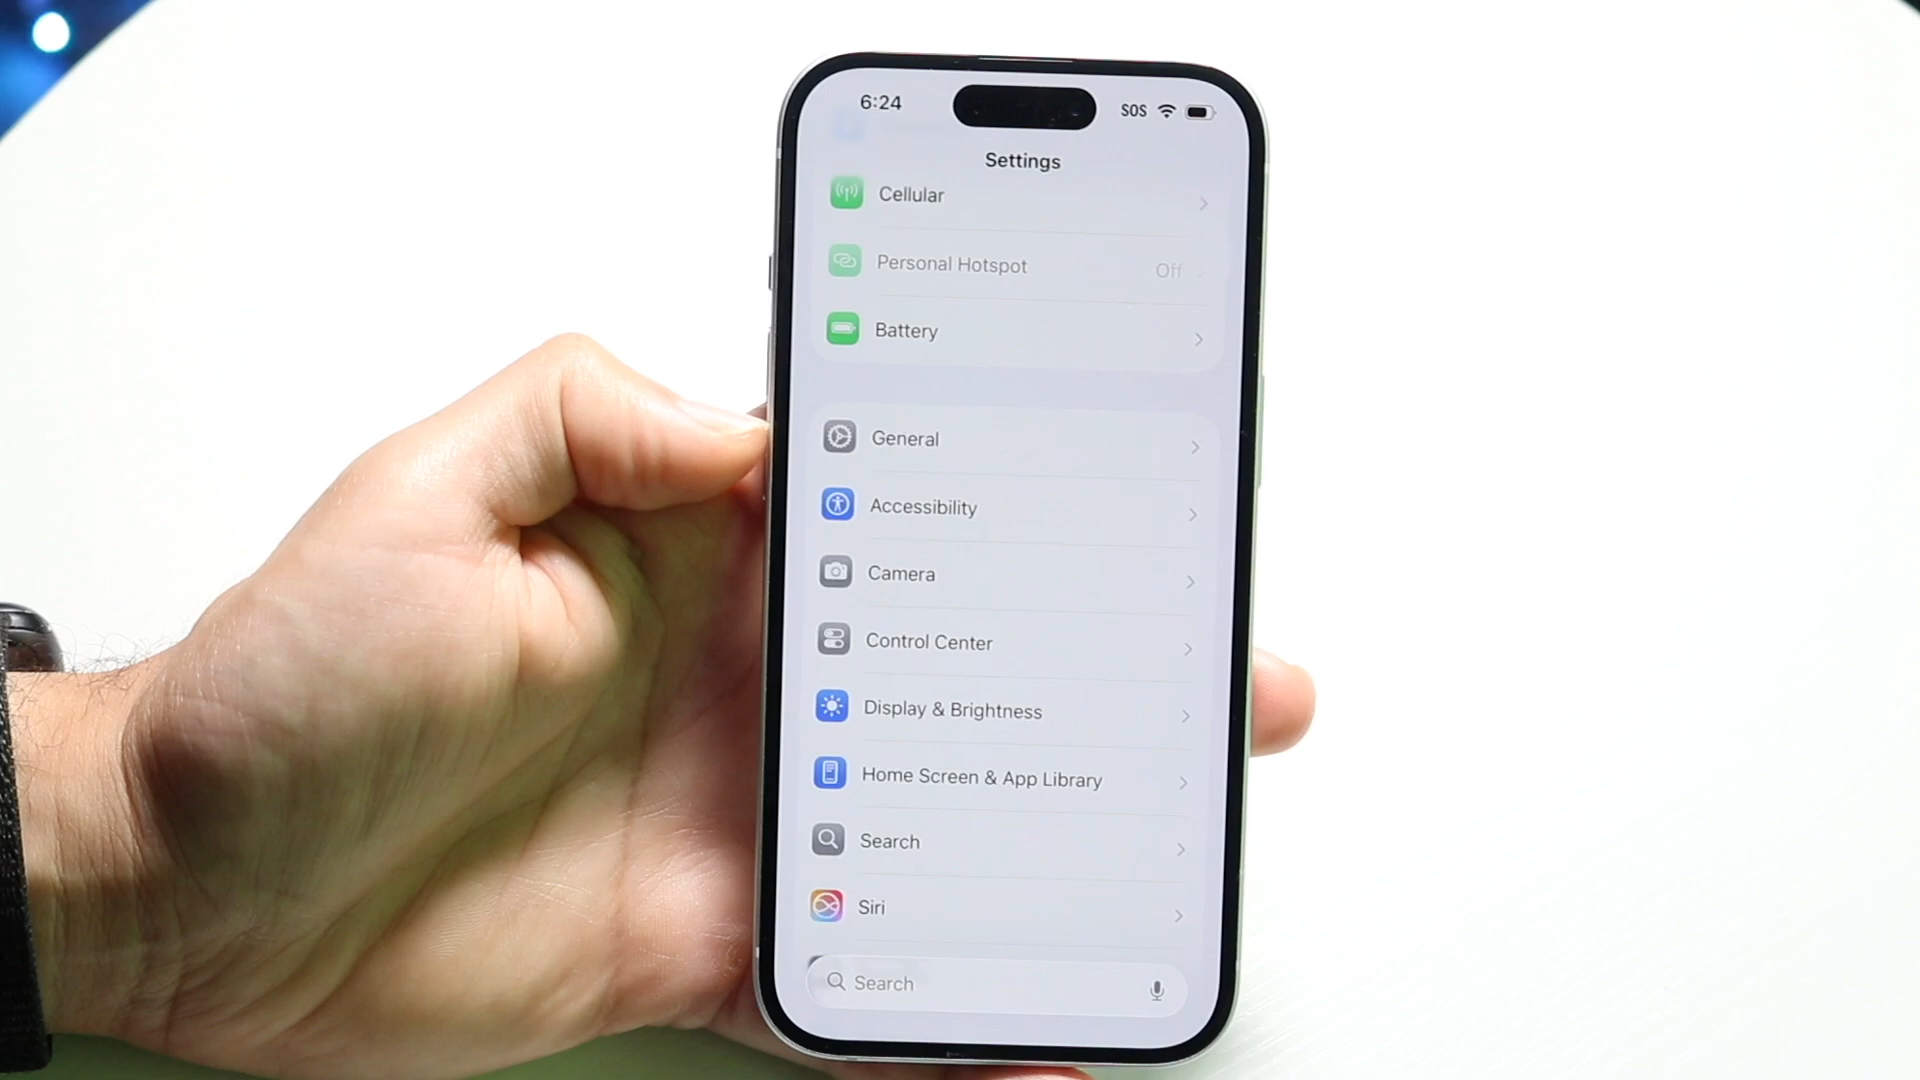 6:24 SOS
Settings
Cellular
Personal Hotspot Off
Battery
General
Accessibility
Camera
Control Center
Display & Brightness
Home Screen & App Library
Search
Siri
Search